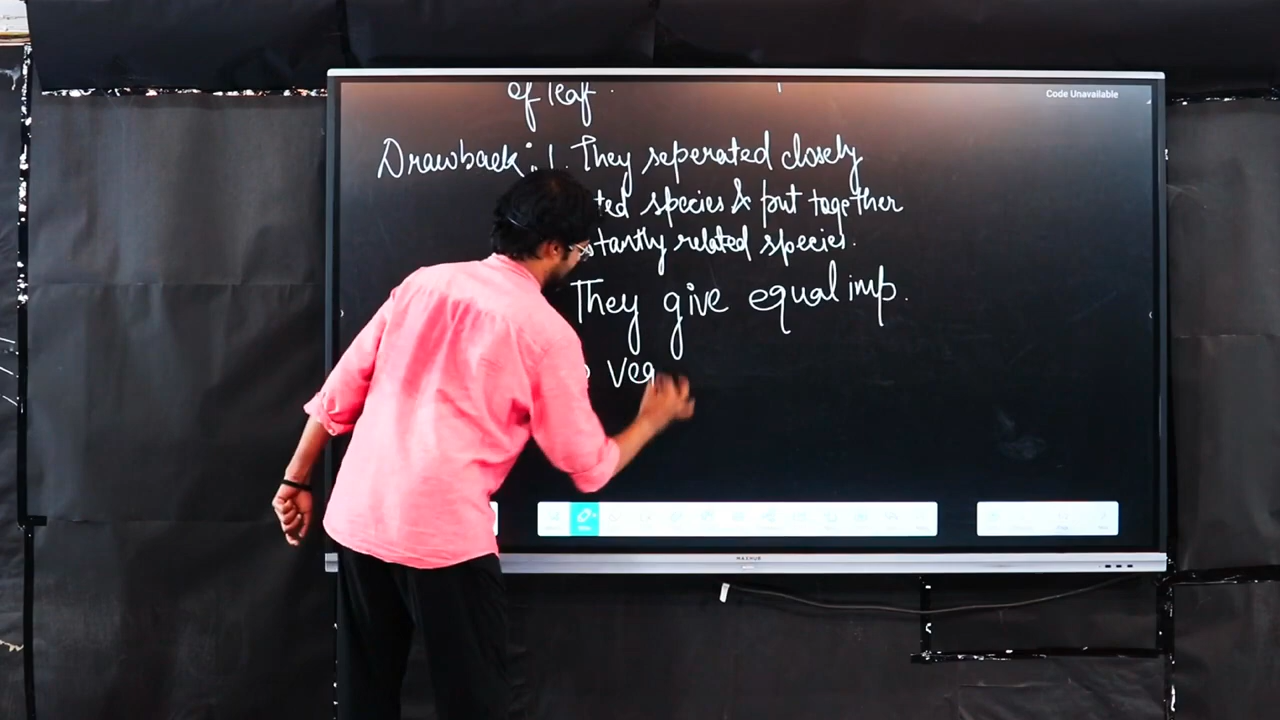 of leaf.
Code Unavailable
Drawback: 1. They seperated closely
ted species & put together
stantly related species.
They give equal imp.
veg